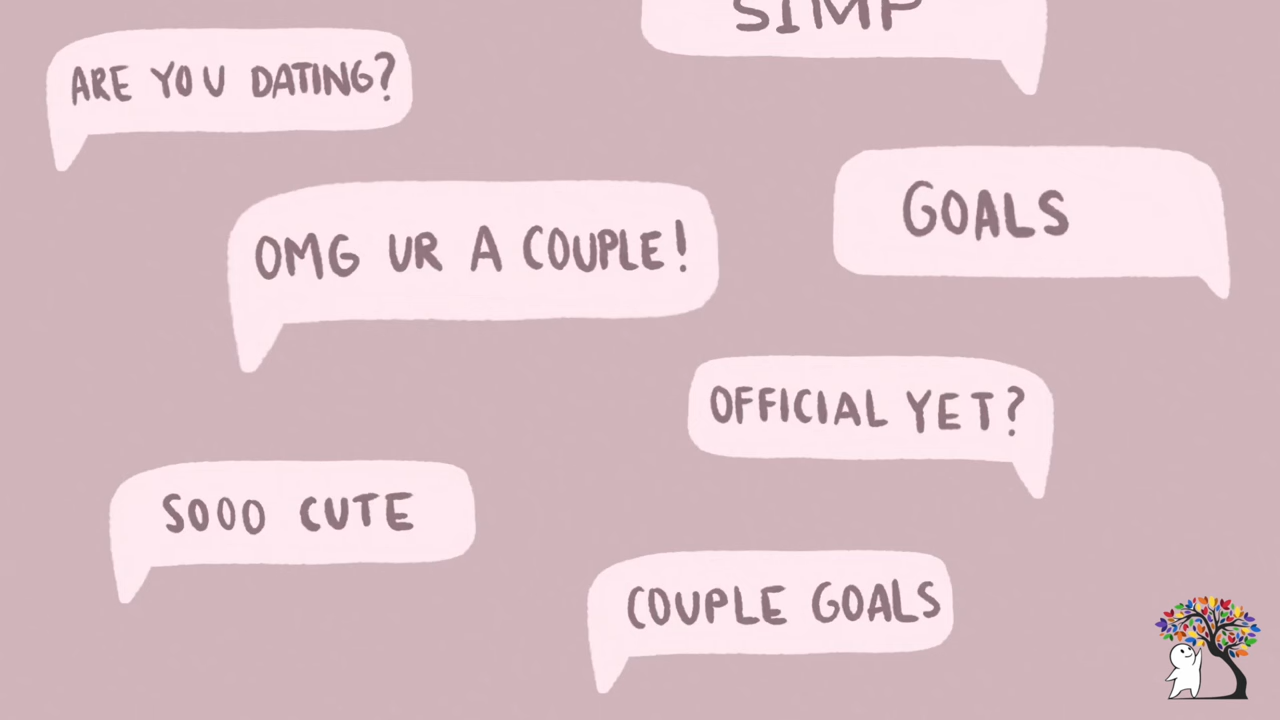 SIMP
ARE YOU DATING?
GOALS
OMG UR A COUPLE!
OFFICIAL YET?
SOOO CUTE
COUPLE GOALS